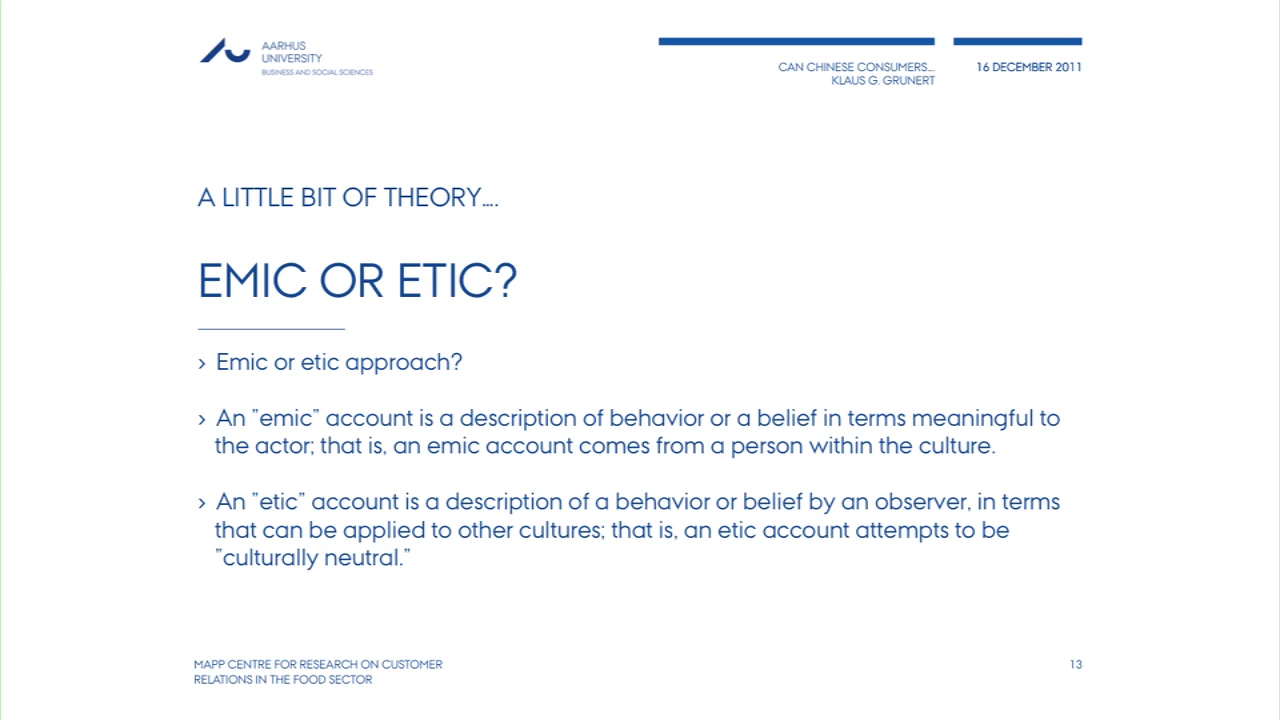 AARHUS
UNIVERSITY
BUSINESS AND SOCIAL SCIENCES
CAN CHINESE CONSUMERS...
KLAUS G. GRUNERT
16 DECEMBER 2011
A LITTLE BIT OF THEORY....
EMIC OR ETIC?
› Emic or etic approach?
› An ”emic” account is a description of behavior or a belief in terms meaningful to
the actor; that is, an emic account comes from a person within the culture.
› An ”etic” account is a description of a behavior or belief by an observer, in terms
that can be applied to other cultures; that is, an etic account attempts to be
”culturally neutral.”
MAPP CENTRE FOR RESEARCH ON CUSTOMER
RELATIONS IN THE FOOD SECTOR
13